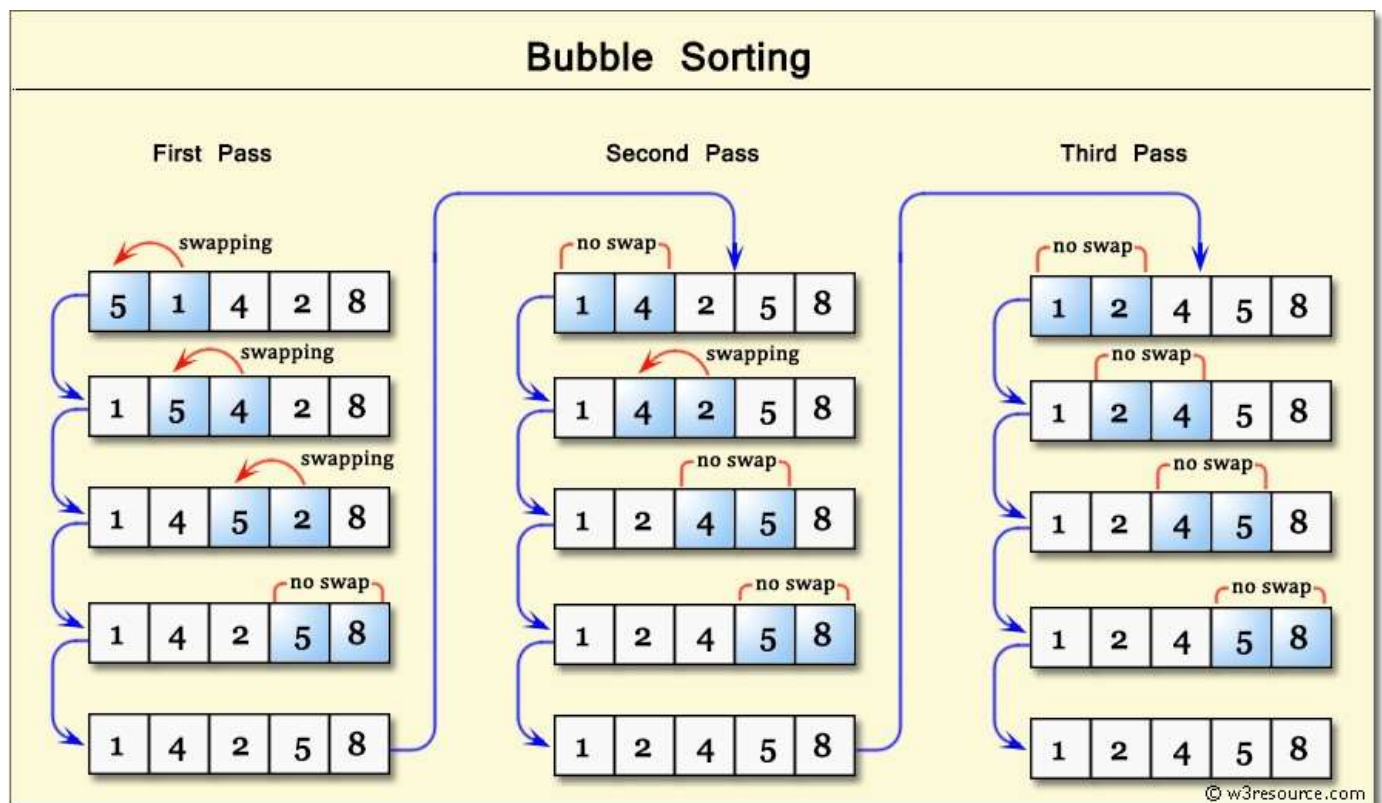 Bubble Sorting
First Pass
swapping
5 1 4 2 8
swapping
1 5 4 2 8
swapping
1 4 5 2 8
no swap
1 4 2 5 8
1 4 2 5 8
Second Pass
no swap
1 4 2 5 8
swapping
1 4 2 5 8
no swap
1 2 4 5 8
no swap
1 2 4 5 8
1 2 4 5 8
Third Pass
no swap
1 2 4 5 8
no swap
1 2 4 5 8
no swap
1 2 4 5 8
no swap
1 2 4 5 8
1 2 4 5 8
© w3resource.com